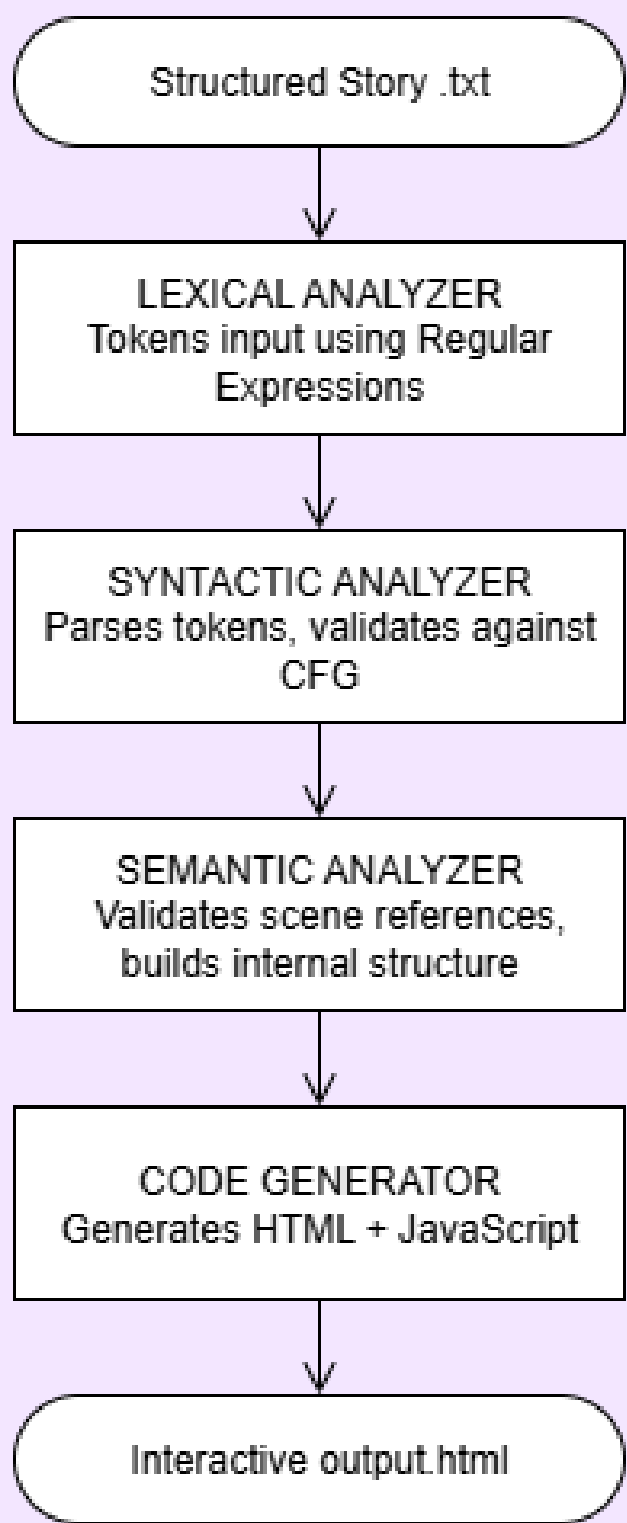 Structured Story .txt
LEXICAL ANALYZER
Tokens input using Regular
Expressions
SYNTACTIC ANALYZER
Parses tokens, validates against
CFG
SEMANTIC ANALYZER
Validates scene references,
builds internal structure
CODE GENERATOR
Generates HTML + JavaScript
Interactive output.html